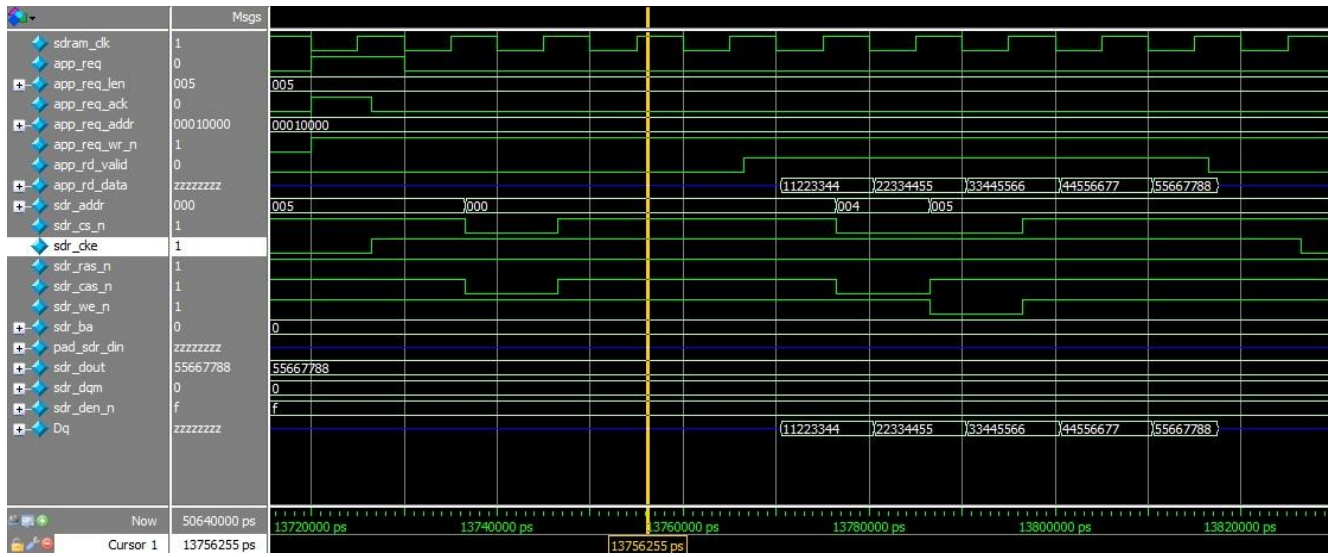 Msgs
sdram_clk 1
app_req 0
app_req_len 005 005
app_req_ack 0
app_req_addr 00010000 00010000
app_req_wr_n 1
app_rd_valid 0
app_rd_data zzzzzzzz 11223344 22334455 33445566 44556677 55667788
sdr_addr 000 005 000 004 005
sdr_cs_n 1
sdr_cke 1
sdr_ras_n 1
sdr_cas_n 1
sdr_we_n 1
sdr_ba 0 0
pad_sdr_din zzzzzzzz
sdr_dout 55667788 55667788
sdr_dqm 0 0
sdr_den_n f f
Dq zzzzzzzz 11223344 22334455 33445566 44556677 55667788
Now 50640000 ps 13720000 ps 13740000 ps 13760000 ps 13780000 ps 13800000 ps 13820000 ps
Cursor 1 13756255 ps 13756255 ps